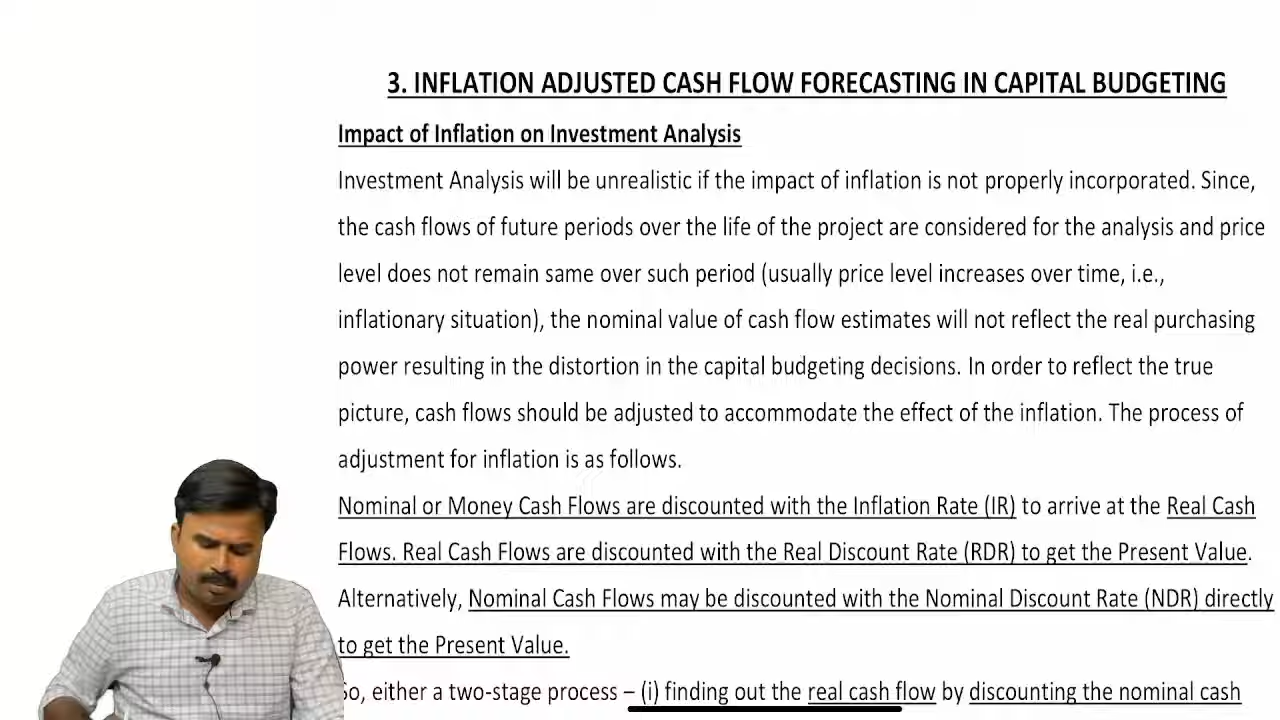 3. INFLATION ADJUSTED CASH FLOW FORECASTING IN CAPITAL BUDGETING
Impact of Inflation on Investment Analysis
Investment Analysis will be unrealistic if the impact of inflation is not properly incorporated. Since,
the cash flows of future periods over the life of the project are considered for the analysis and price
level does not remain same over such period (usually price level increases over time, i.e.,
inflationary situation), the nominal value of cash flow estimates will not reflect the real purchasing
power resulting in the distortion in the capital budgeting decisions. In order to reflect the true
picture, cash flows should be adjusted to accommodate the effect of the inflation. The process of
adjustment for inflation is as follows.
Nominal or Money Cash Flows are discounted with the Inflation Rate (IR) to arrive at the Real Cash
Flows. Real Cash Flows are discounted with the Real Discount Rate (RDR) to get the Present Value.
Alternatively, Nominal Cash Flows may be discounted with the Nominal Discount Rate (NDR) directly
to get the Present Value.
So, either a two-stage process – (i) finding out the real cash flow by discounting the nominal cash